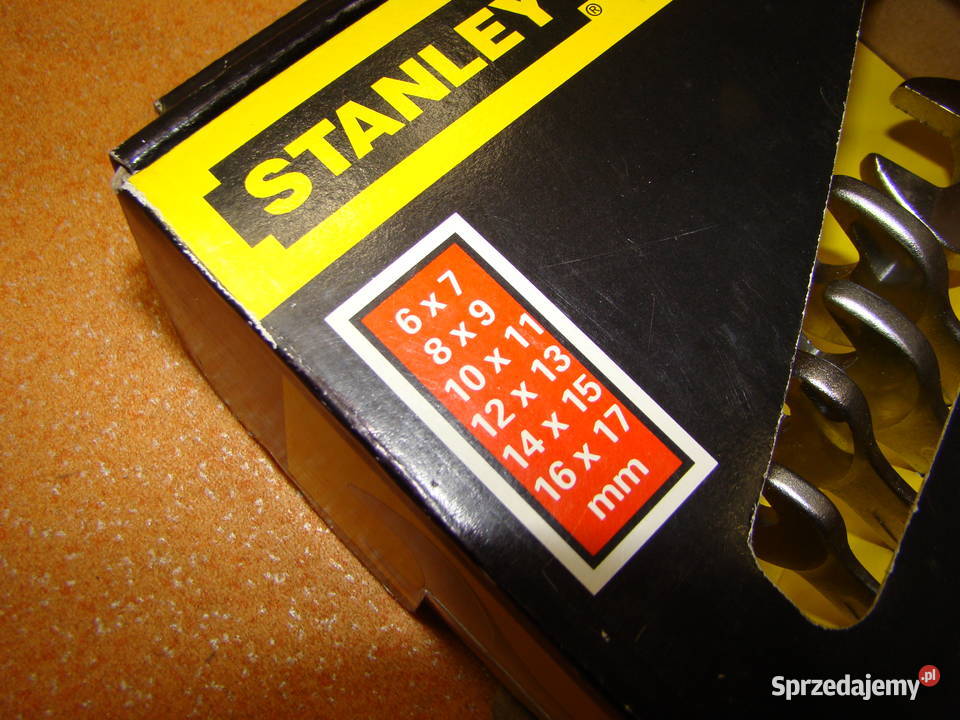 STANLEY®
6 x 7
8 x 9
10 x 11
12 x 13
14 x 15
16 x 17
mm
Sprzedajemy.pl